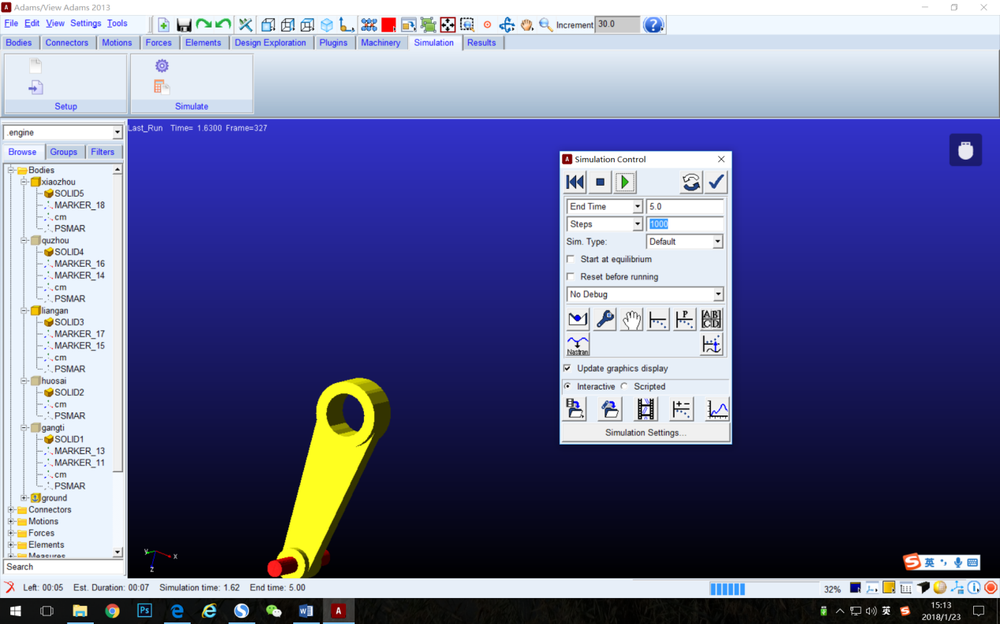 Adams/View Adams 2013
File Edit View Settings Tools
Increment 30.0
Bodies Connectors Motions Forces Elements Design Exploration Plugins Machinery Simulation Results
Setup Simulate
.engine
Browse Groups Filters
Bodies
xiaozhou
SOLID5
MARKER_18
cm
PSMAR
quzhou
SOLID4
MARKER_16
MARKER_14
cm
PSMAR
liangan
SOLID3
MARKER_17
MARKER_15
cm
PSMAR
huosai
SOLID2
cm
PSMAR
gangti
SOLID1
MARKER_13
MARKER_11
cm
PSMAR
ground
Connectors
Motions
Forces
Elements
Measures
Search
Last_Run Time= 1.6300 Frame=327
y x
z
Simulation Control
End Time 5.0
Steps 1000
Sim. Type: Default
Start at equilibrium
Reset before running
No Debug
P
A B
C D
Nastran
Update graphics display
Interactive Scripted
Simulation Settings...
英
Left: 00:05 Est. Duration: 00:07 Simulation time: 1.62 End time: 5.00
32%
Ps
英
15:13
2018/1/23